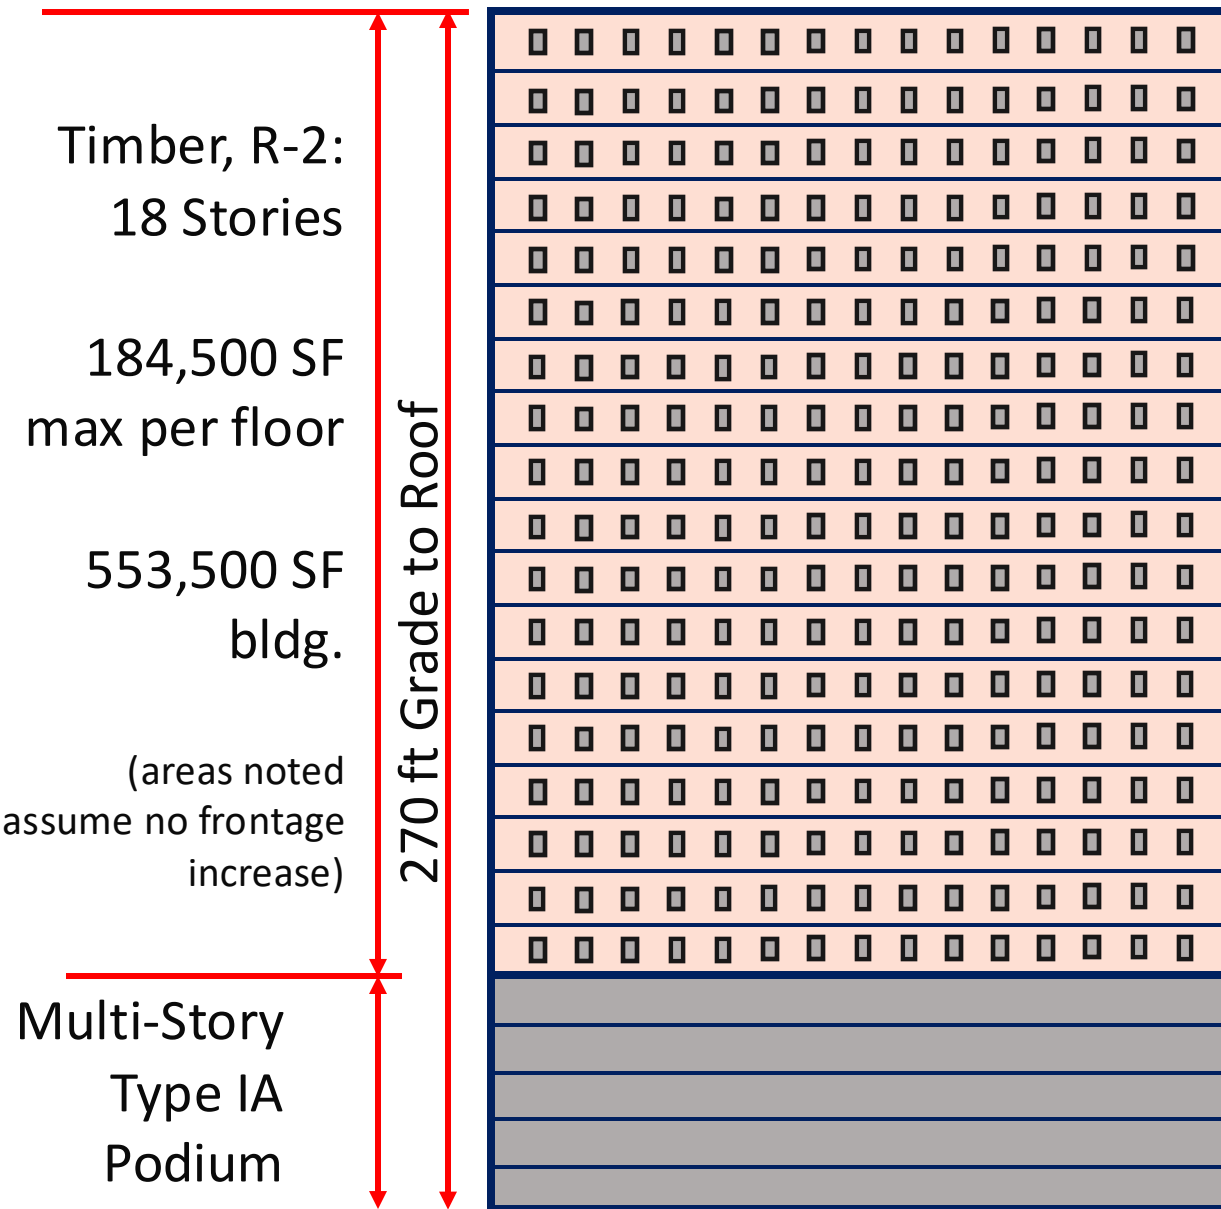 Timber, R-2:
18 Stories
184,500 SF
max per floor
553,500 SF
bldg.
(areas noted
assume no frontage
increase)
270 ft Grade to Roof
Multi-Story
Type IA
Podium